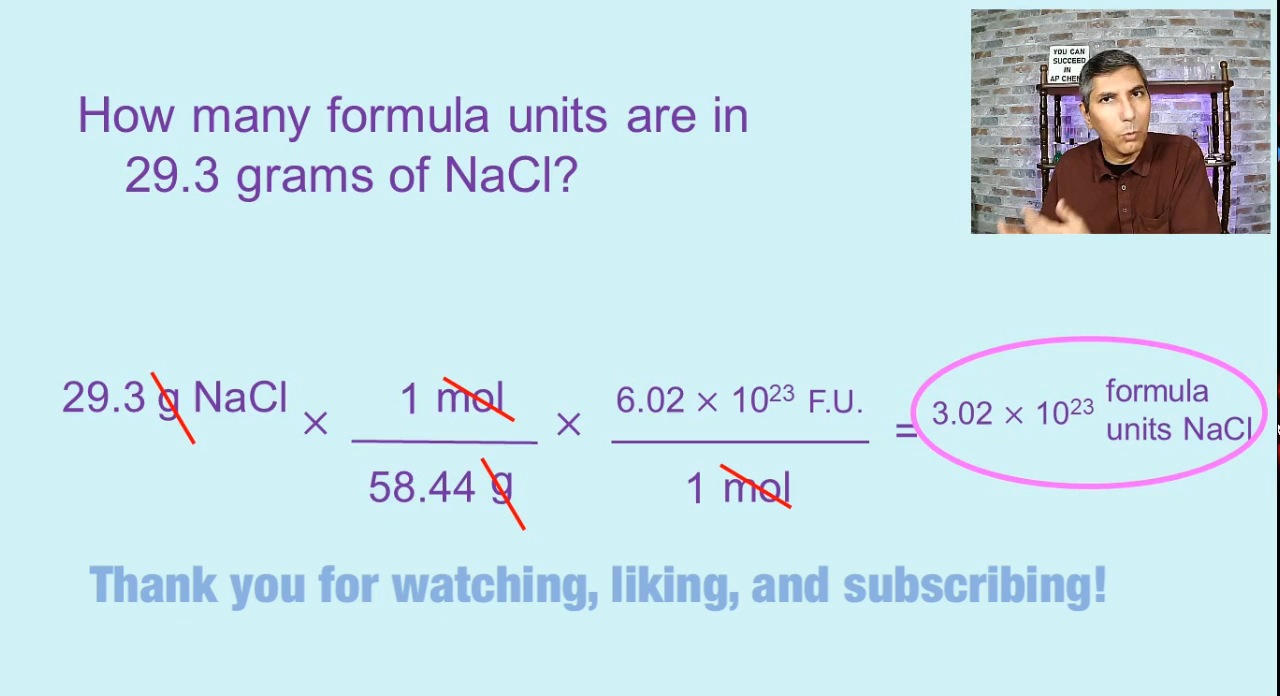 How many formula units are in
29.3 grams of NaCl?
YOU CAN
SUCCEED
IN
AP CHEM
29.3 g NaCl × 1 mol / 58.44 g × 6.02 × 10²³ F.U. / 1 mol = 3.02 × 10²³ formula units NaCl
Thank you for watching, liking, and subscribing!